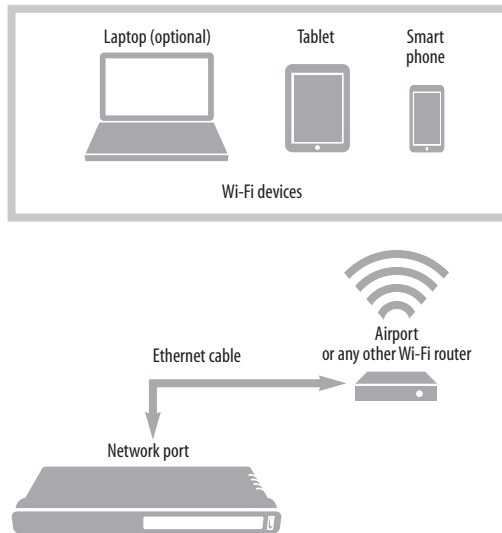 Laptop (optional)
Tablet
Smart
phone
Wi-Fi devices
Airport
or any other Wi-Fi router
Ethernet cable
Network port